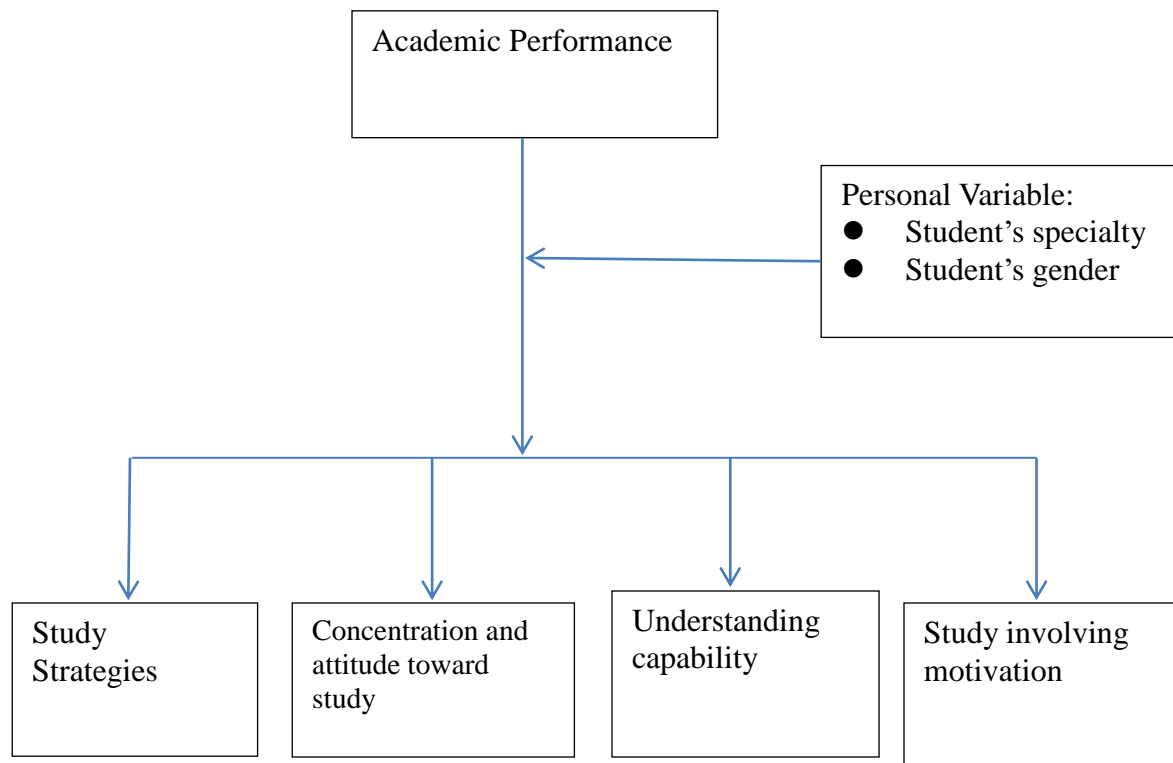 Academic Performance
Personal Variable:
● Student’s specialty
● Student’s gender
Study
Strategies
Concentration and
attitude toward
study
Understanding
capability
Study involving
motivation